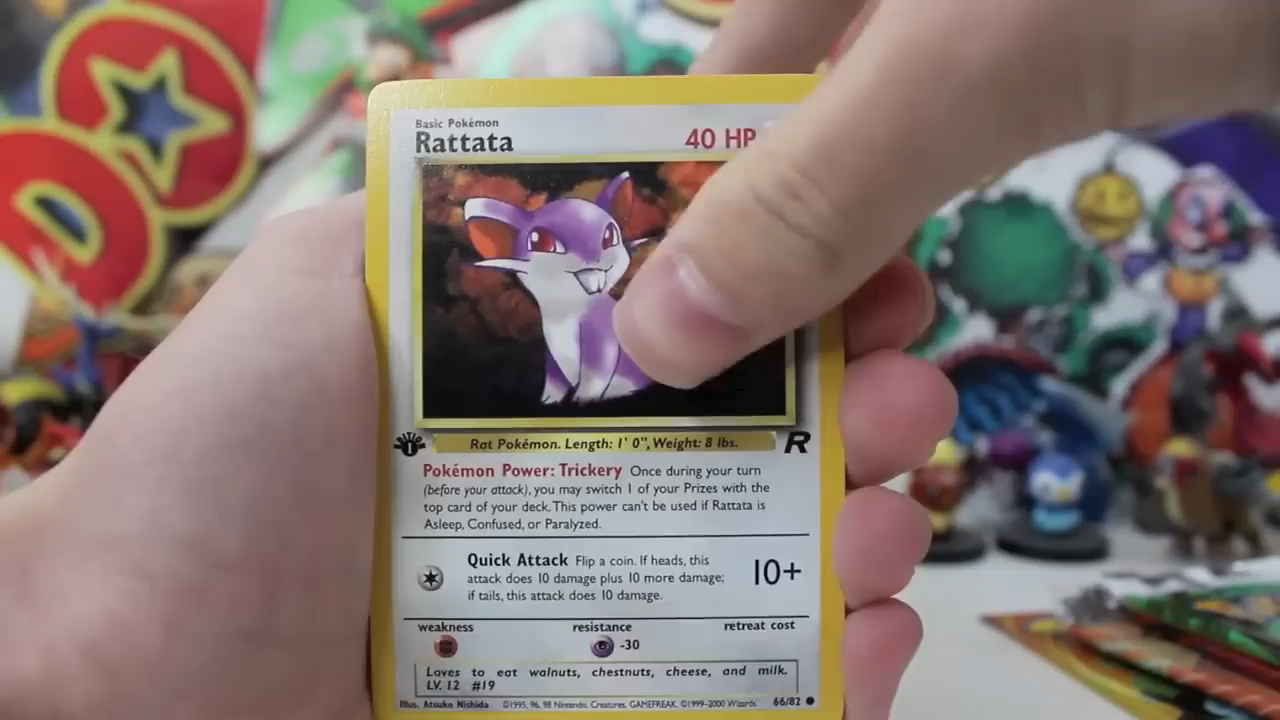 Basic Pokémon
Rattata 40 HP
Rat Pokémon. Length: 1' 0", Weight: 8 lbs.
EDITION 1 R
Pokémon Power: Trickery Once during your turn
(before your attack), you may switch 1 of your Prizes with the
top card of your deck. This power can't be used if Rattata is
Asleep, Confused, or Paralyzed.
Quick Attack Flip a coin. If heads, this
attack does 10 damage plus 10 more damage;
if tails, this attack does 10 damage.
10+
weakness resistance retreat cost
-30
Loves to eat walnuts, chestnuts, cheese, and milk.
LV. 12 #19
Illus. Atsuko Nishida ©1995, 96, 98 Nintendo, Creatures, GAMEFREAK. ©1999-2000 Wizards. 66/82